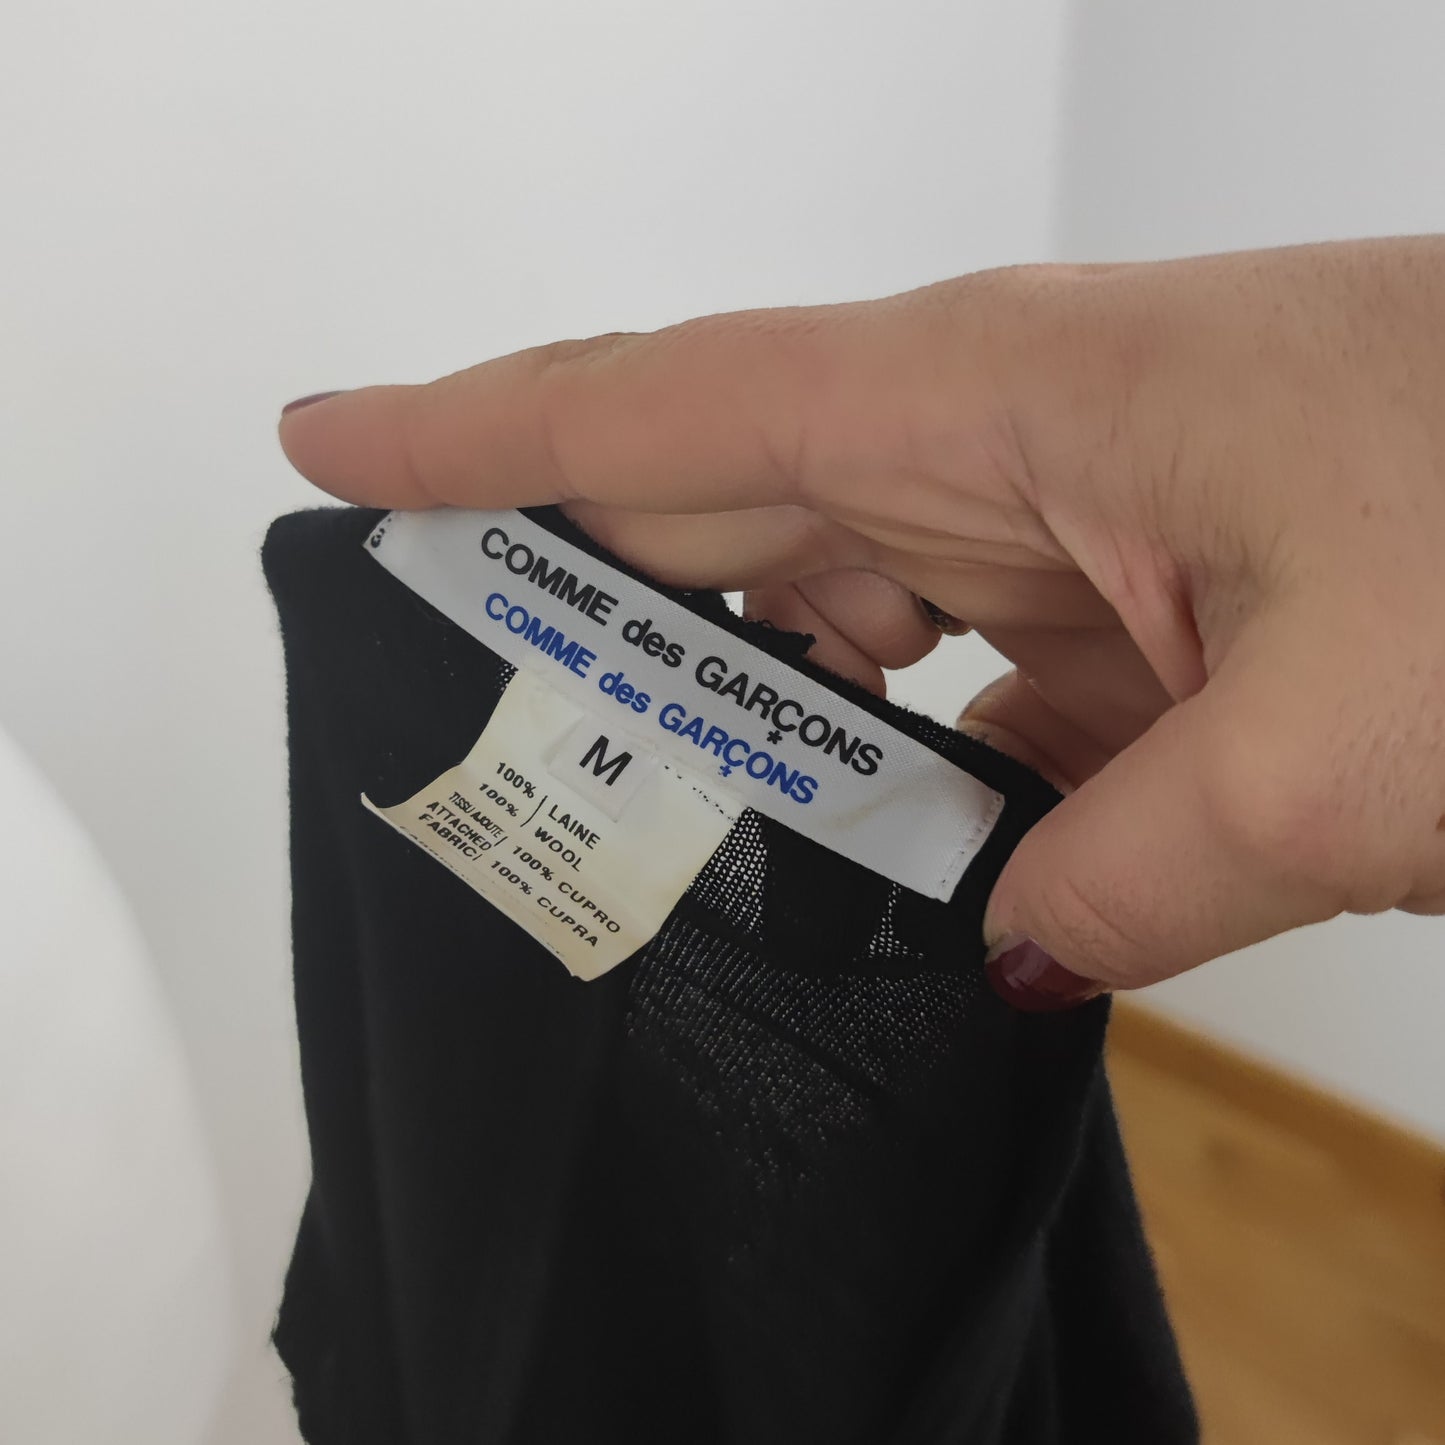 COMME des GARÇONS
COMME des GARÇONS
M
100% / LAINE
100% / WOOL
TISSU AJOUTE / 100% CUPRO
ATTACHED
FABRIC / 100% CUPRA